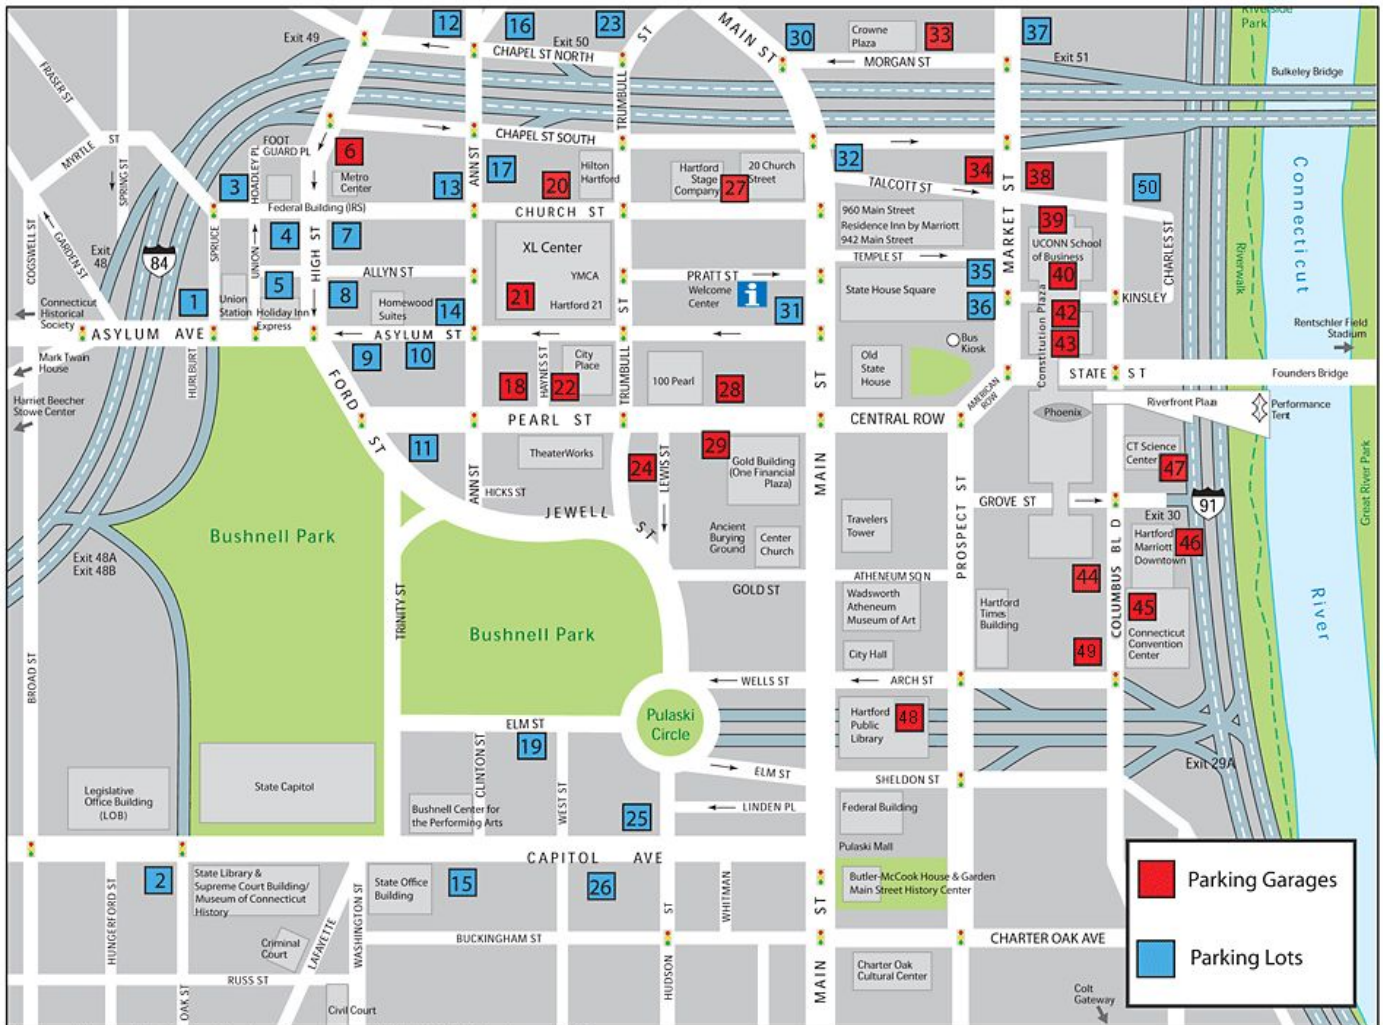 Riverside
Park
12
16
23
30
33
37
Crowne
Plaza
MAIN ST
ST
Exit 49
Exit 50
CHAPEL ST NORTH
MORGAN ST
Exit 51
Bulkeley Bridge
FRASER ST
MYRTLE ST
SPRING ST
TRUMBULL
CHAPEL ST SOUTH
FOOT
GUARD PL
HOADLEY PL
6
Metro
Center
3
13
ANN ST
17
20
Hilton
Hartford
Hartford
Stage
Company
27
20 Church
Street
32
34
38
TALCOTT ST
50
Connecticut
Federal Building (IRS)
CHURCH ST
960 Main Street
Residence Inn by Marriott
942 Main Street
39
MARKET ST
UCONN School
of Business
CHARLES ST
COGSWELL ST
GARDEN ST
Exit
48
84
SPRUCE
UNION
4
HIGH ST
7
XL Center
YMCA
Hartford 21
21
TEMPLE ST
35
40
Riverwalk
ALLYN ST
PRATT ST
Welcome
Center
i
31
State House Square
36
KINSLEY
1
Union
Station
5
Holiday Inn
Express
8
Homewood
Suites
14
42
Constitution Plaza
43
Connecticut
Historical
Society
ASYLUM AVE
ASYLUM ST
ST
Rentschler Field
Stadium
Bus
Kiosk
Mark Twain
House
HURLBURT
9
10
HAYNES ST
City
Place
TRUMBULL
100 Pearl
Old
State
House
ST
AMERICAN
ROW
STATE ST
Founders Bridge
Harriet Beecher
Stowe Center
FORD
ST
18
22
28
Riverfront Plaza
Performance
Tent
Phoenix
PEARL ST
CENTRAL ROW
11
ANN ST
TheaterWorks
24
LEWIS ST
29
Gold Building
(One Financial
Plaza)
MAIN
CT Science
Center
47
Great River Park
HICKS ST
JEWELL
ST
PROSPECT ST
GROVE ST
91
Exit 30
Bushnell Park
Ancient
Burying
Ground
Center
Church
Travelers
Tower
Hartford
Marriott
Downtown
46
Exit 48A
Exit 48B
GOLD ST
ATHENEUM SQ N
44
COLUMBUS BL D
TRINITY ST
Bushnell Park
Wadsworth
Atheneum
Museum of Art
Hartford
Times
Building
45
Connecticut
Convention
Center
River
City Hall
49
BROAD ST
WELLS ST
ARCH ST
Pulaski
Circle
Hartford
Public
Library
48
ELM ST
19
CLINTON ST
WEST ST
ELM ST
SHELDON ST
Exit 29A
Legislative
Office Building
(LOB)
State Capitol
Bushnell Center for
the Performing Arts
25
LINDEN PL
Federal Building
Pulaski Mall
CAPITOL AVE
2
HUNGERFORD ST
State Library &
Supreme Court Building/
Museum of Connecticut
History
State Office
Building
15
26
ST
WHITMAN
Butler-McCook House & Garden
Main Street History Center
ST
Parking Garages
Criminal
Court
LAFAYETTE
WASHINGTON ST
BUCKINGHAM ST
CHARTER OAK AVE
Parking Lots
RUSS ST
OAK ST
Civil Court
HUDSON
MAIN
Charter Oak
Cultural Center
Colt
Gateway